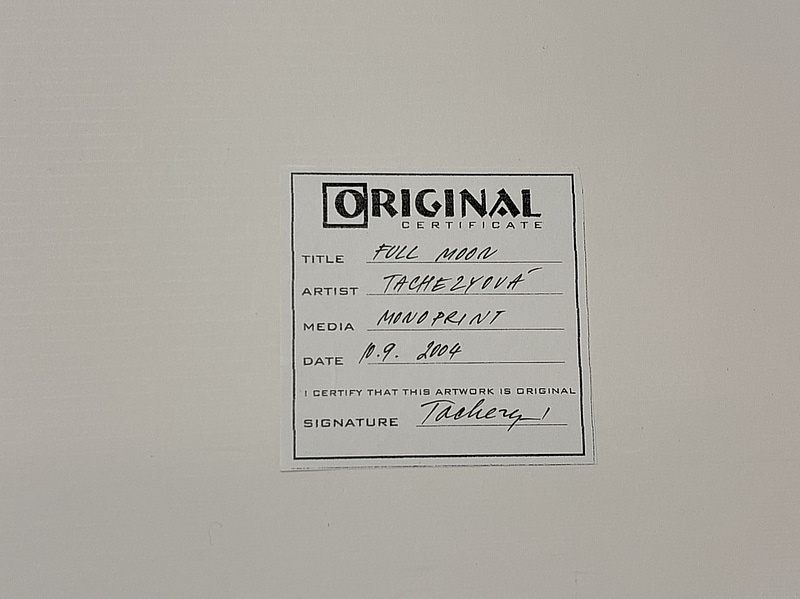 ORIGINAL
CERTIFICATE
TITLE FULL MOON
ARTIST TACHEZYOVÁ
MEDIA MONOPRINT
DATE 10.9. 2004
I CERTIFY THAT THIS ARTWORK IS ORIGINAL
SIGNATURE